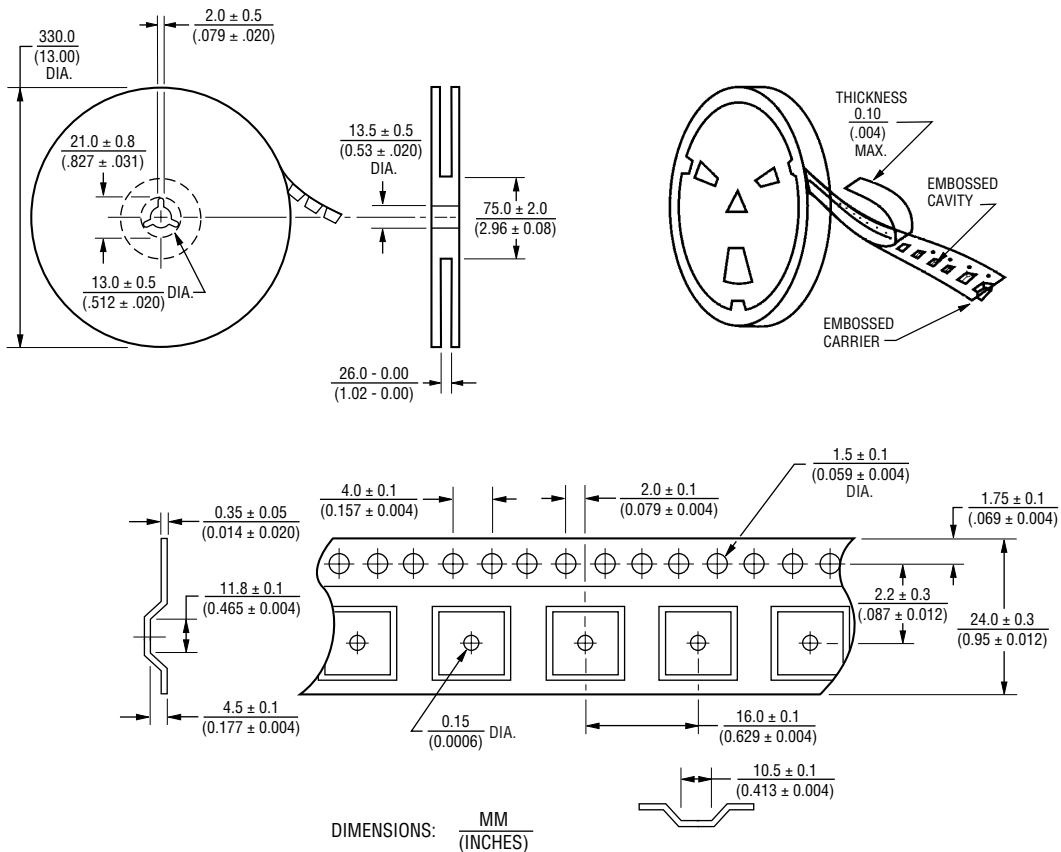 2.0 ± 0.5
(.079 ± .020)
330.0
(13.00)
DIA.
21.0 ± 0.8
(.827 ± .031)
13.0 ± 0.5
(.512 ± .020)
DIA.
13.5 ± 0.5
(0.53 ± .020)
DIA.
75.0 ± 2.0
(2.96 ± 0.08)
26.0 - 0.00
(1.02 - 0.00)
THICKNESS
0.10
(.004)
MAX.
EMBOSSED
CAVITY
EMBOSSED
CARRIER
0.35 ± 0.05
(0.014 ± 0.020)
11.8 ± 0.1
(0.465 ± 0.004)
4.5 ± 0.1
(0.177 ± 0.004)
4.0 ± 0.1
(0.157 ± 0.004)
2.0 ± 0.1
(0.079 ± 0.004)
1.5 ± 0.1
(0.059 ± 0.004)
DIA.
1.75 ± 0.1
(.069 ± 0.004)
2.2 ± 0.3
(.087 ± 0.012)
24.0 ± 0.3
(0.95 ± 0.012)
0.15
(0.0006)
DIA.
16.0 ± 0.1
(0.629 ± 0.004)
10.5 ± 0.1
(0.413 ± 0.004)
DIMENSIONS:
MM
(INCHES)